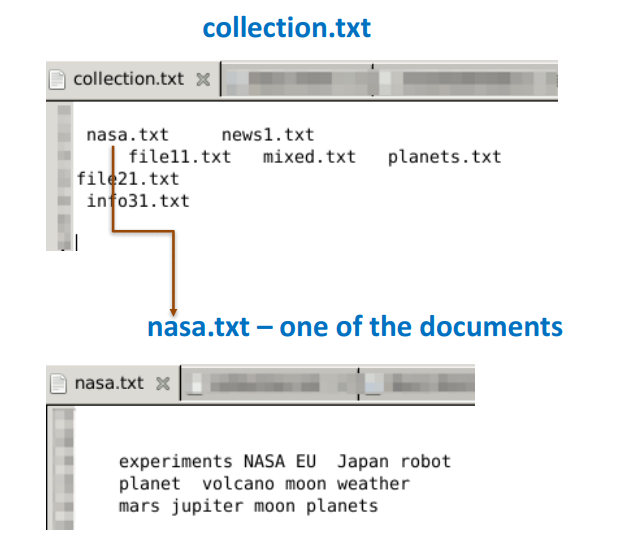 collection.txt
collection.txt
nasa.txt news1.txt
file11.txt mixed.txt planets.txt
file21.txt
info31.txt
nasa.txt – one of the documents
nasa.txt
experiments NASA EU Japan robot
planet volcano moon weather
mars jupiter moon planets